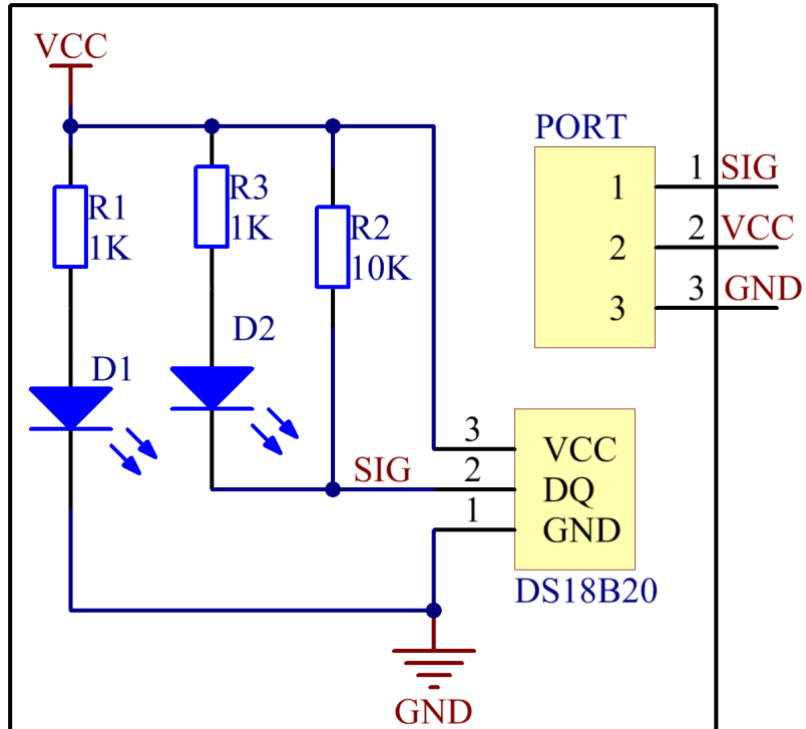 VCC
R1
1K
R3
1K
R2
10K
D1
D2
SIG
PORT
1
2
3
1 SIG
2 VCC
3 GND
3 VCC
2 DQ
1 GND
DS18B20
GND